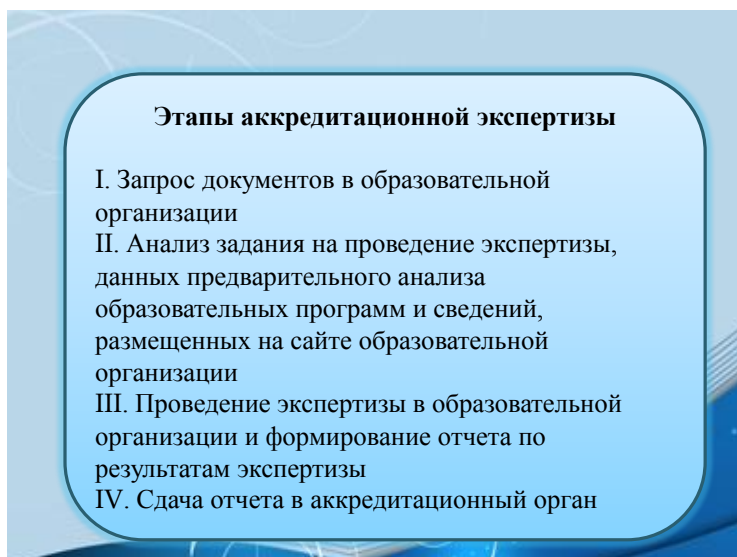 Этапы аккредитационной экспертизы
I. Запрос документов в образовательной
организации
II. Анализ задания на проведение экспертизы,
данных предварительного анализа
образовательных программ и сведений,
размещенных на сайте образовательной
организации
III. Проведение экспертизы в образовательной
организации и формирование отчета по
результатам экспертизы
IV. Сдача отчета в аккредитационный орган